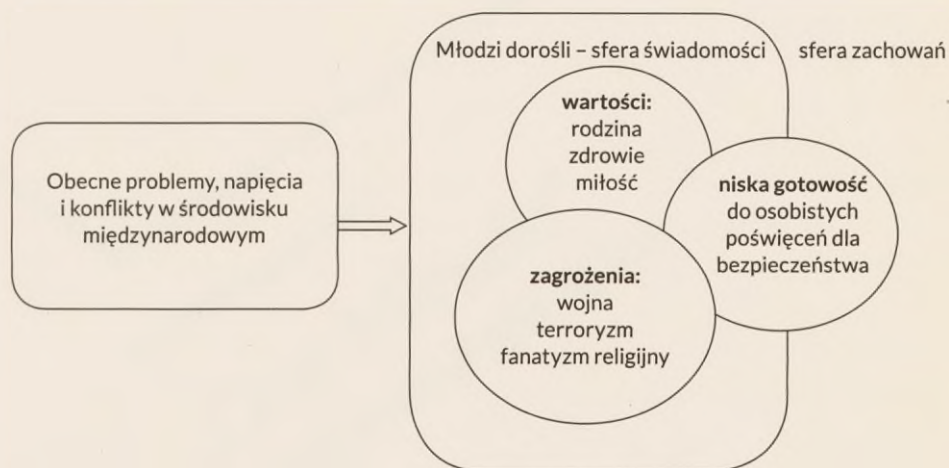 Młodzi dorośli – sfera świadomości
sfera zachowań
Obecne problemy, napięcia
i konflikty w środowisku
międzynarodowym
wartości:
rodzina
zdrowie
miłość
niska gotowość
do osobistych
poświęceń dla
bezpieczeństwa
zagrożenia:
wojna
terroryzm
fanatyzm religijny